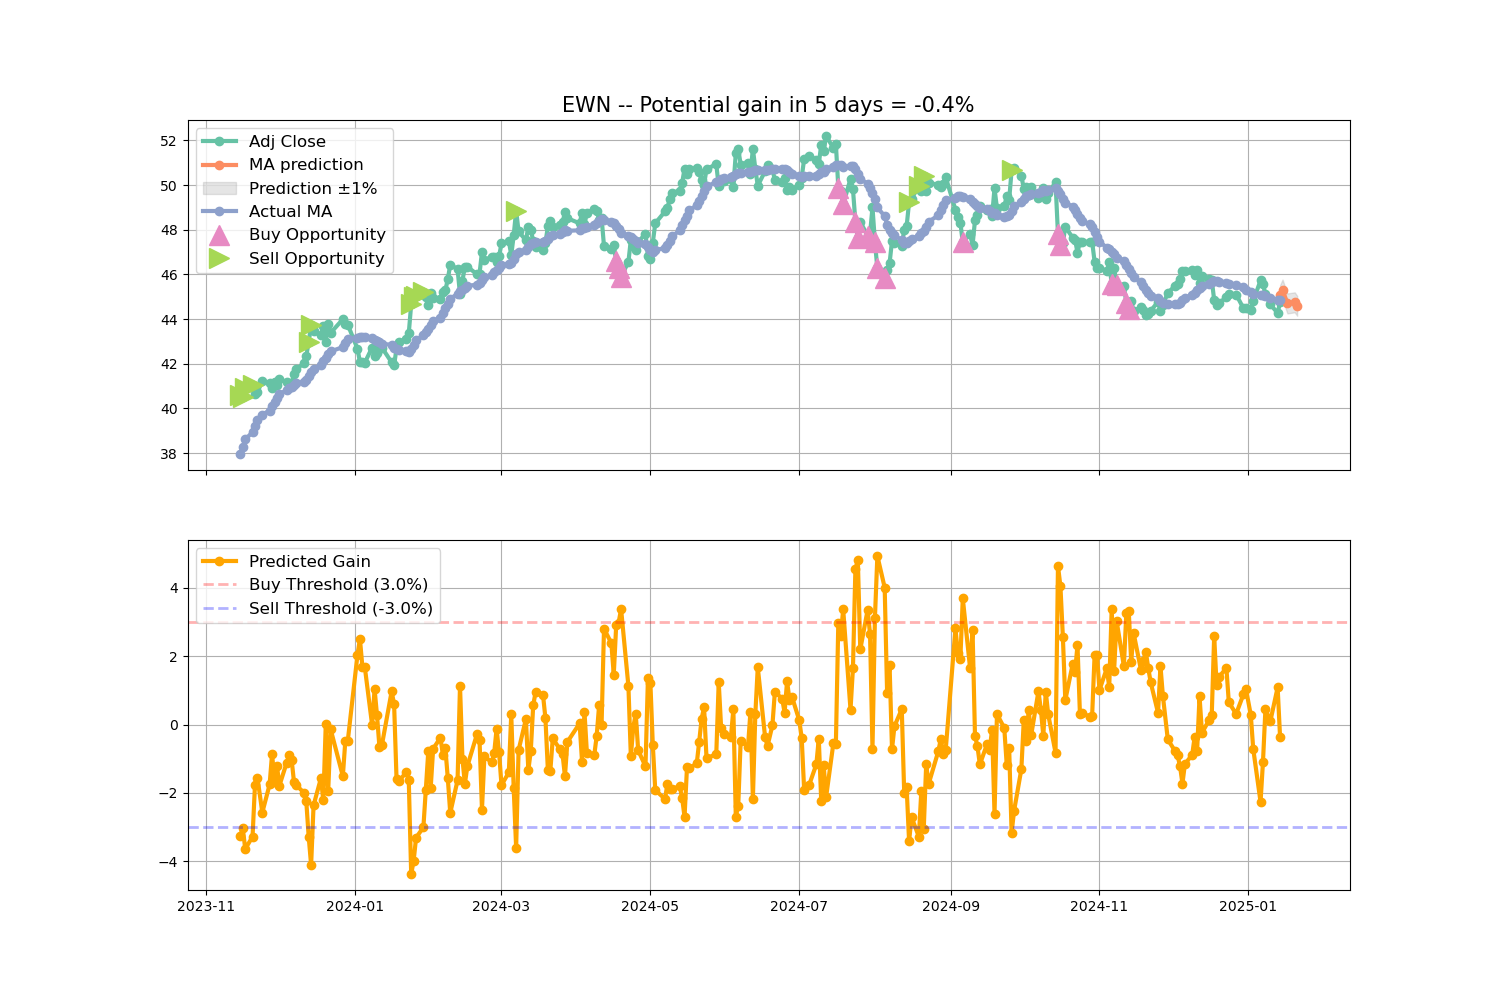 EWN -- Potential gain in 5 days = -0.4%
Adj Close
MA prediction
Prediction ±1%
Actual MA
Buy Opportunity
Sell Opportunity
52
50
48
46
44
42
40
38
Predicted Gain
Buy Threshold (3.0%)
Sell Threshold (-3.0%)
4
2
0
−2
−4
2023-11 2024-01 2024-03 2024-05 2024-07 2024-09 2024-11 2025-01